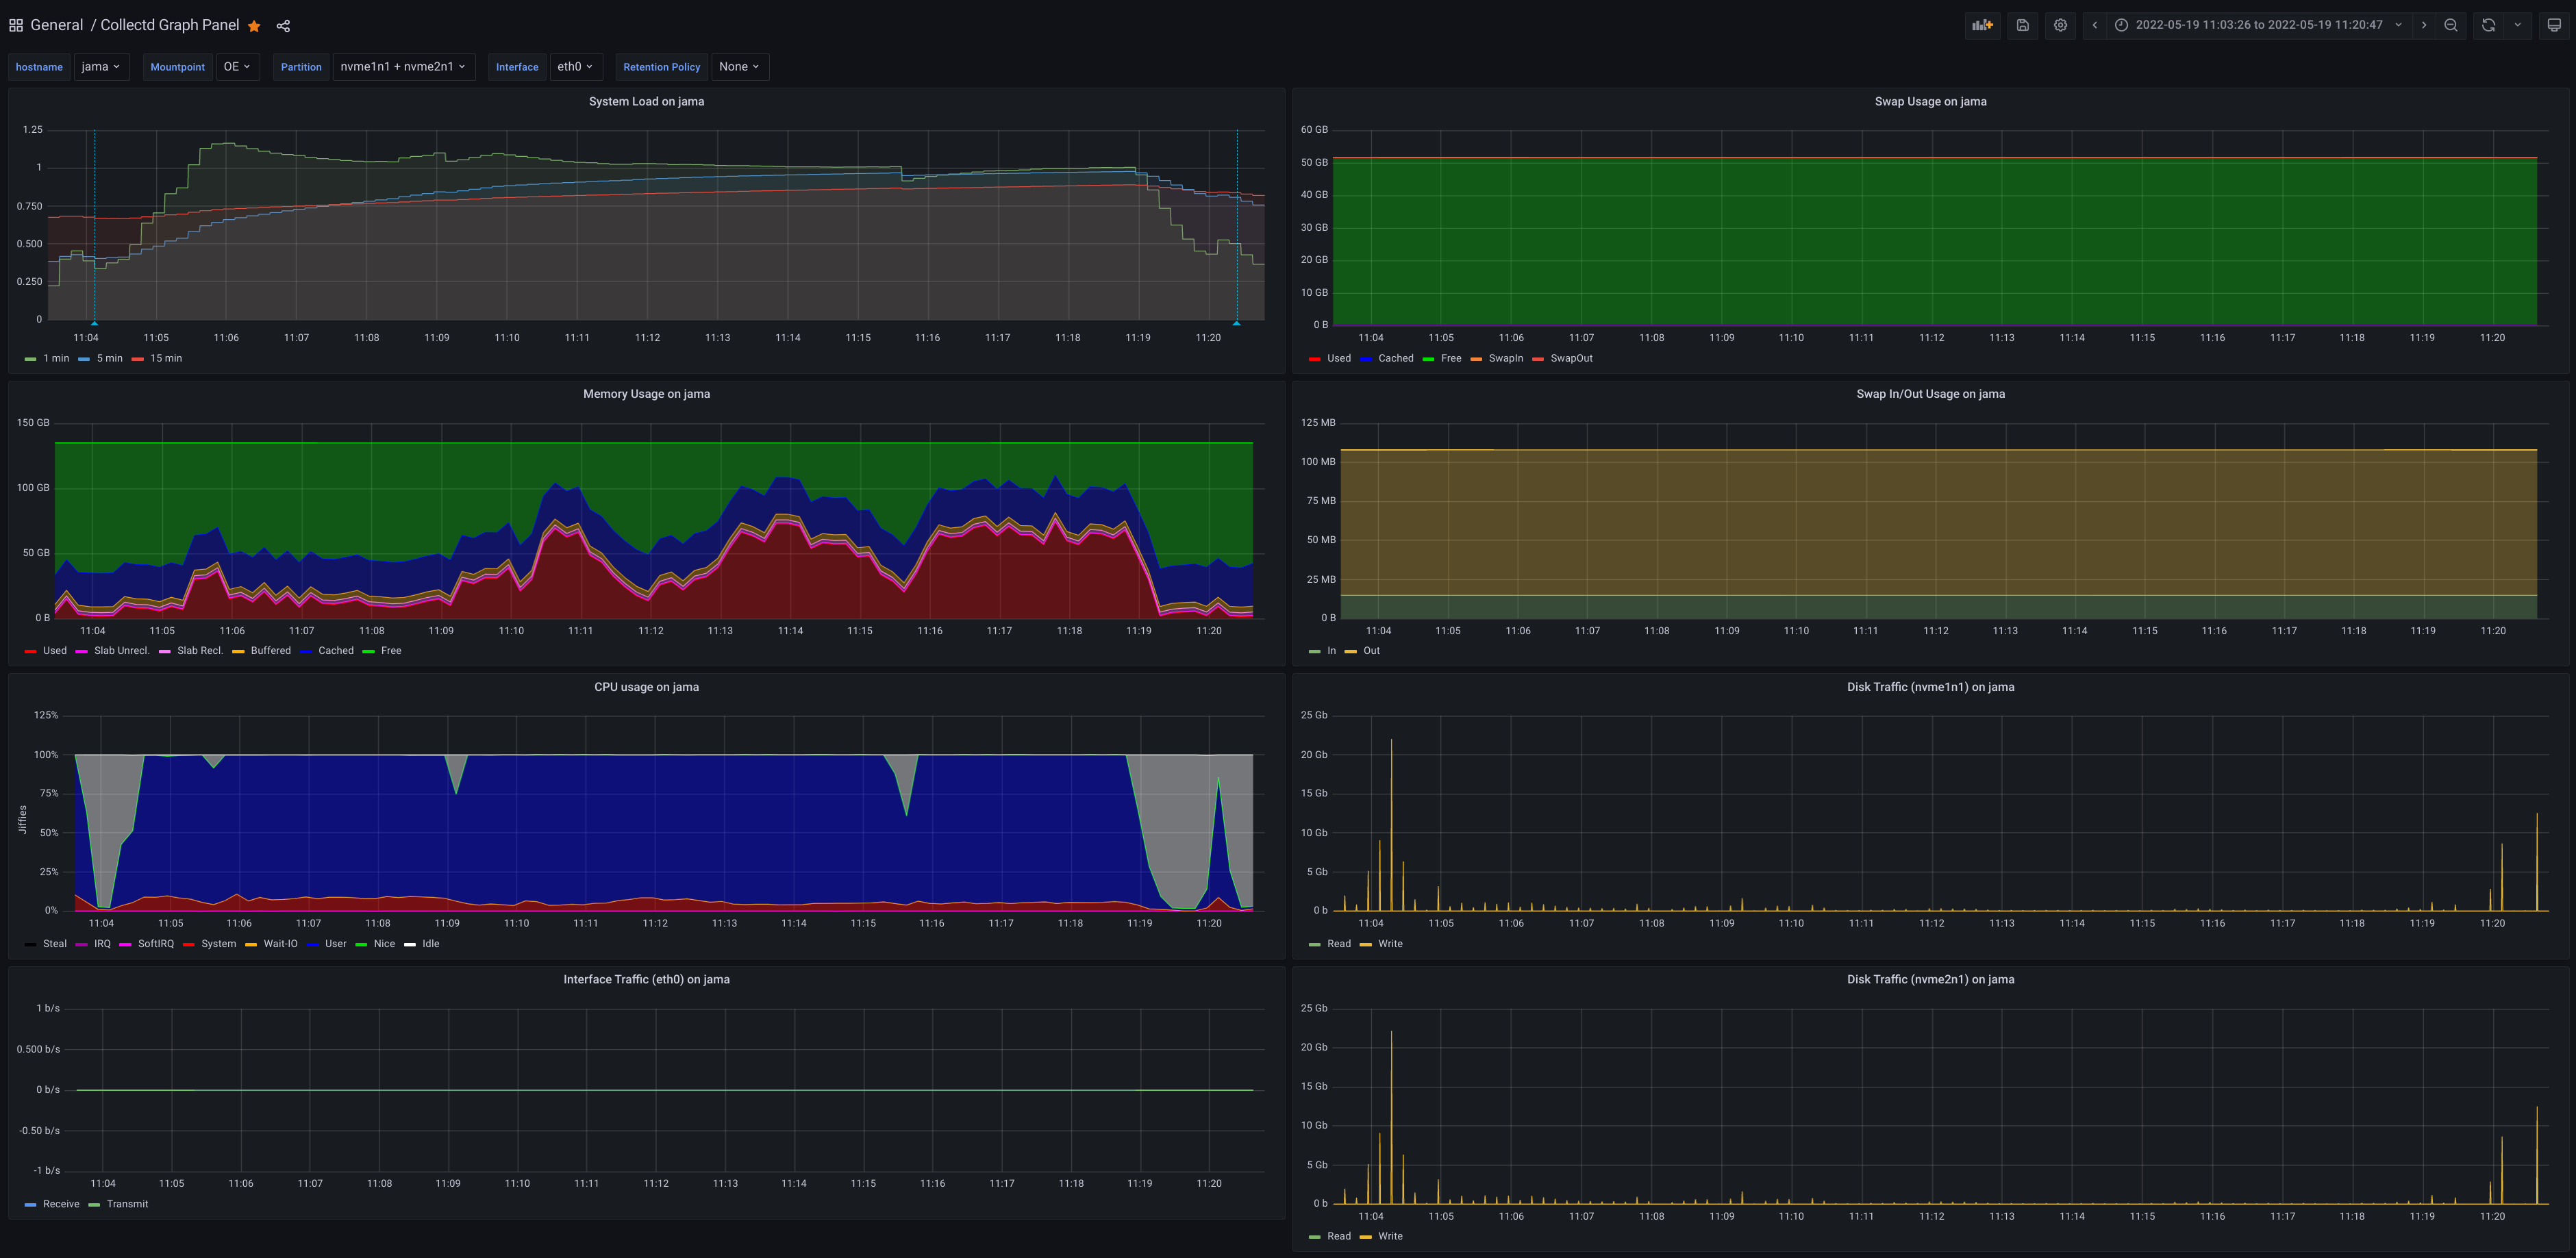 General / Collectd Graph Panel
2022-05-19 11:03:26 to 2022-05-19 11:20:47
hostname jama Mountpoint OE Partition nvme1n1 + nvme2n1 Interface eth0 Retention Policy None
System Load on jama
1.25
1
0.750
0.500
0.250
0
11:04 11:05 11:06 11:07 11:08 11:09 11:10 11:11 11:12 11:13 11:14 11:15 11:16 11:17 11:18 11:19 11:20
1 min 5 min 15 min
Swap Usage on jama
60 GB
50 GB
40 GB
30 GB
20 GB
10 GB
0 B
11:04 11:05 11:06 11:07 11:08 11:09 11:10 11:11 11:12 11:13 11:14 11:15 11:16 11:17 11:18 11:19 11:20
Used Cached Free SwapIn SwapOut
Memory Usage on jama
150 GB
100 GB
50 GB
0 B
11:04 11:05 11:06 11:07 11:08 11:09 11:10 11:11 11:12 11:13 11:14 11:15 11:16 11:17 11:18 11:19 11:20
Used Slab Unrecl. Slab Recl. Buffered Cached Free
Swap In/Out Usage on jama
125 MB
100 MB
75 MB
50 MB
25 MB
0 B
11:04 11:05 11:06 11:07 11:08 11:09 11:10 11:11 11:12 11:13 11:14 11:15 11:16 11:17 11:18 11:19 11:20
In Out
CPU usage on jama
Jiffies
125%
100%
75%
50%
25%
0%
11:04 11:05 11:06 11:07 11:08 11:09 11:10 11:11 11:12 11:13 11:14 11:15 11:16 11:17 11:18 11:19 11:20
Steal IRQ SoftIRQ System Wait-IO User Nice Idle
Disk Traffic (nvme1n1) on jama
25 Gb
20 Gb
15 Gb
10 Gb
5 Gb
0 b
11:04 11:05 11:06 11:07 11:08 11:09 11:10 11:11 11:12 11:13 11:14 11:15 11:16 11:17 11:18 11:19 11:20
Read Write
Interface Traffic (eth0) on jama
1 b/s
0.500 b/s
0 b/s
-0.50 b/s
-1 b/s
11:04 11:05 11:06 11:07 11:08 11:09 11:10 11:11 11:12 11:13 11:14 11:15 11:16 11:17 11:18 11:19 11:20
Receive Transmit
Disk Traffic (nvme2n1) on jama
25 Gb
20 Gb
15 Gb
10 Gb
5 Gb
0 b
11:04 11:05 11:06 11:07 11:08 11:09 11:10 11:11 11:12 11:13 11:14 11:15 11:16 11:17 11:18 11:19 11:20
Read Write